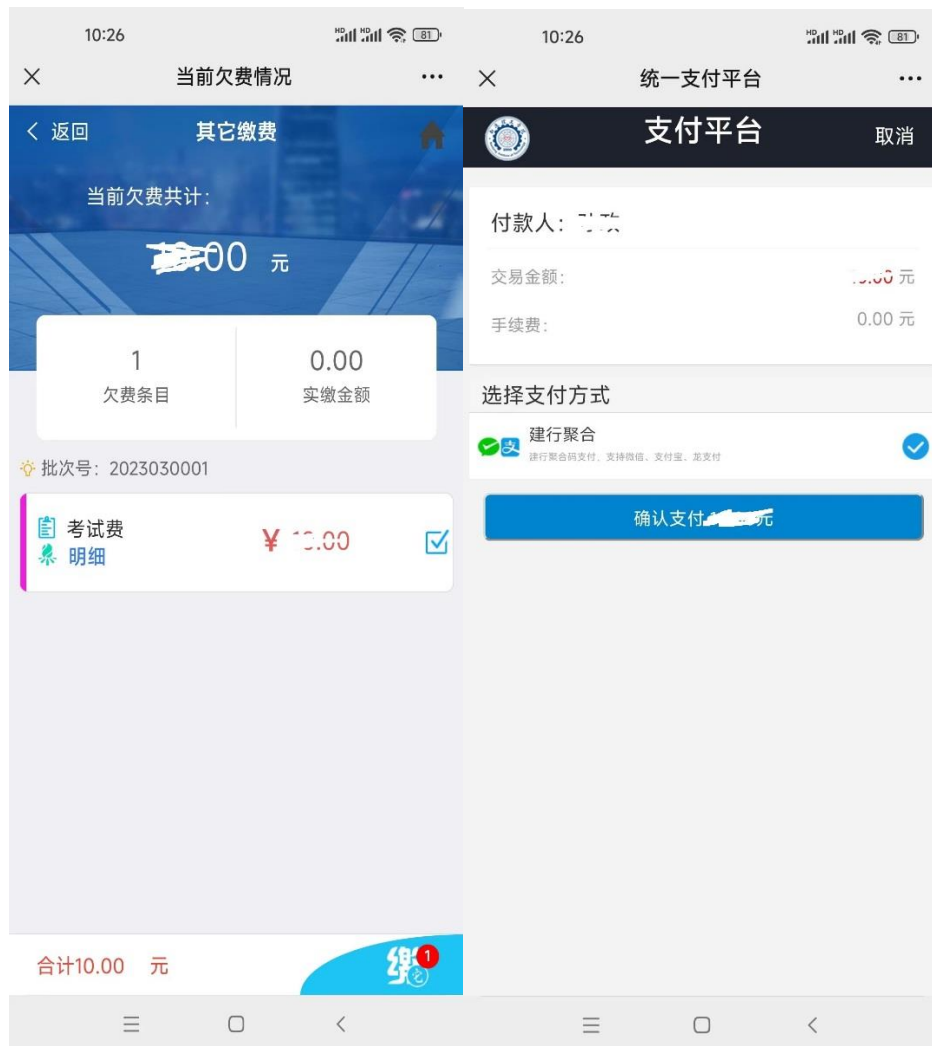 10:26
81
当前欠费情况
返回
其它缴费
当前欠费共计:
元
1
0.00
欠费条目
实缴金额
批次号: 2023030001
考试费
¥
明细
合计10.00 元
缴
1
10:26
81
统一支付平台
支付平台
取消
付款人:
交易金额:
元
手续费:
0.00 元
选择支付方式
支
建行聚合
建行聚合码支付、支持微信、支付宝、龙支付
确认支付
元